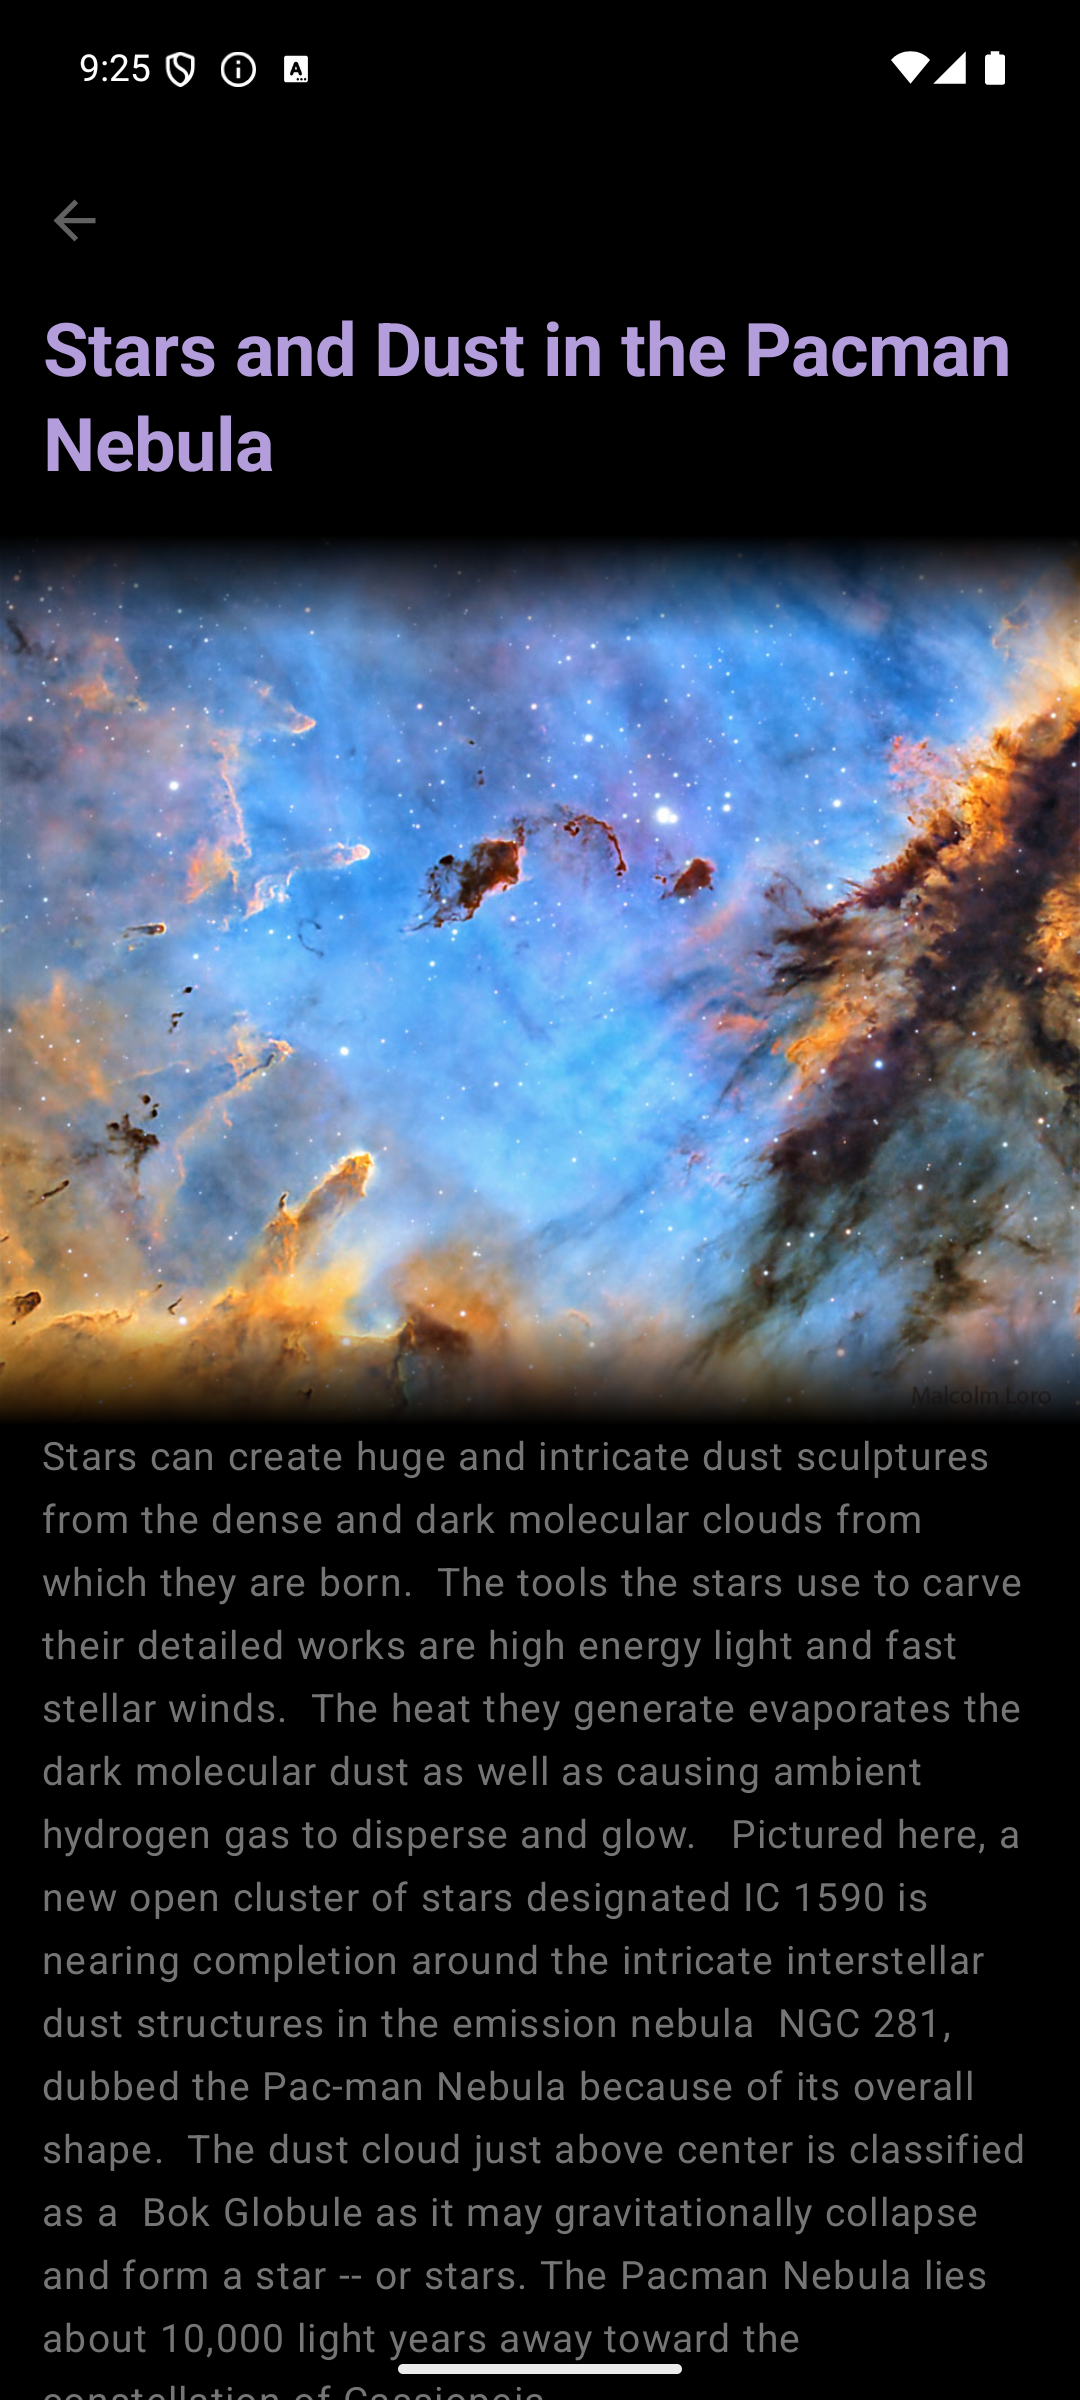 9:25
Stars and Dust in the Pacman
Nebula
Malcolm Loro
Stars can create huge and intricate dust sculptures
from the dense and dark molecular clouds from
which they are born.  The tools the stars use to carve
their detailed works are high energy light and fast
stellar winds.  The heat they generate evaporates the
dark molecular dust as well as causing ambient
hydrogen gas to disperse and glow.   Pictured here, a
new open cluster of stars designated IC 1590 is
nearing completion around the intricate interstellar
dust structures in the emission nebula  NGC 281,
dubbed the Pac-man Nebula because of its overall
shape.  The dust cloud just above center is classified
as a  Bok Globule as it may gravitationally collapse
and form a star -- or stars. The Pacman Nebula lies
about 10,000 light years away toward the
constellation of Cassiopeia